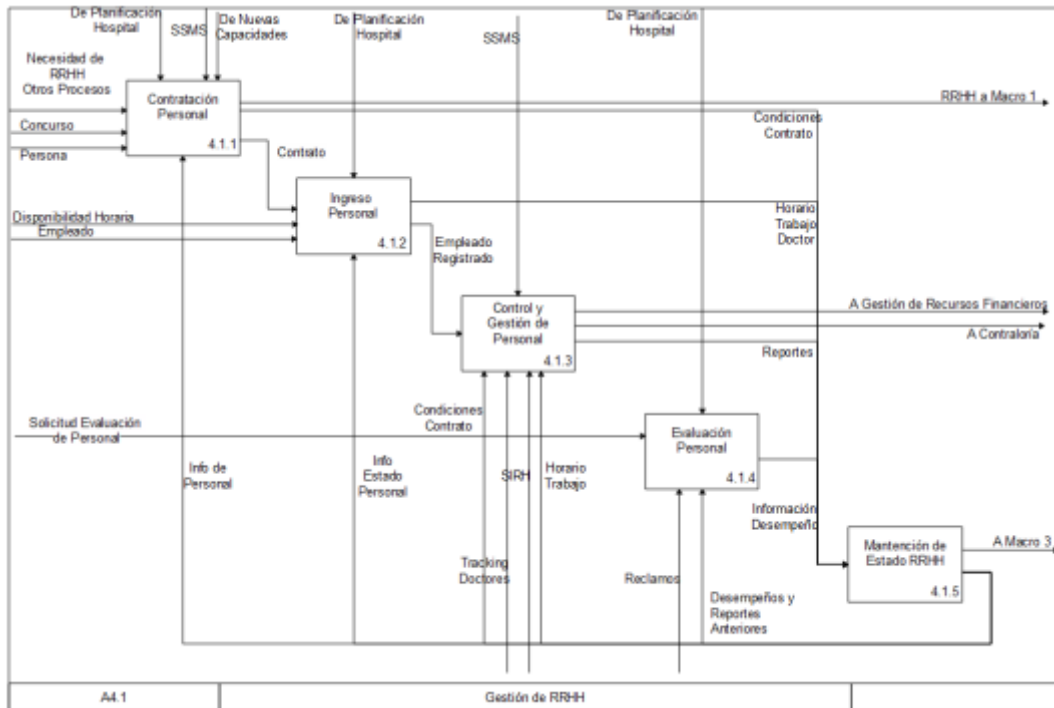 De Planificación
Hospital
SSMS
De Nuevas
Capacidades
De Planificación
Hospital
SSMS
De Planificación
Hospital
Necesidad de
RRHH
Otros Procesos
Concurso
Persona
Contratación
Personal
4.1.1
RRHH a Macro 1
Condiciones
Contrato
Contrato
Disponibilidad Horaria
Empleado
Ingreso
Personal
4.1.2
Horario
Trabajo
Doctor
Empleado
Registrado
Control y
Gestión de
Personal
4.1.3
A Gestión de Recursos Financieros
A Contraloría
Reportes
Solicitud Evaluación
de Personal
Condiciones
Contrato
Evaluación
Personal
4.1.4
Info de
Personal
Info
Estado
Personal
SIRH
Horario
Trabajo
Información
Desempeño
Mantención de
Estado RRHH
4.1.5
A Macro 3
Tracking
Doctores
Reclamos
Desempeños y
Reportes
Anteriores
A4.1
Gestión de RRHH